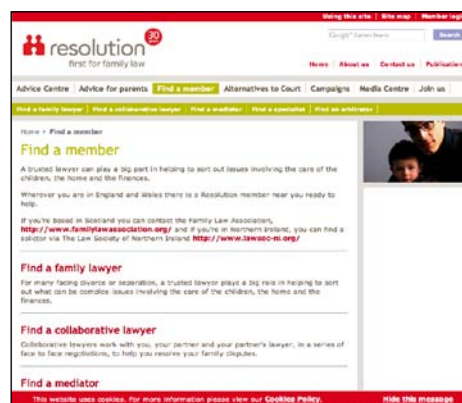 Using this site | Site map | Member login
Google Custom Search Search
30
resolution
first for family law
Home About us Contact us Publications
Advice Centre Advice for parents Find a member Alternatives to Court Campaigns Media Centre Join us
Find a family lawyer Find a collaborative lawyer Find a mediator Find a specialist Find an arbitrator
Home > Find a member
Find a member
A trusted lawyer can play a big part in helping to sort out issues involving the care of the
children, the home and the finances.
Wherever you are in England and Wales there is a Resolution member near you ready to
help.
If you're based in Scotland you can contact the Family Law Association,
http://www.familylawassociation.org/ and if you're in Northern Ireland, you can find a
solicitor via The Law Society of Northern Ireland http://www.lawsoc-ni.org/
Find a family lawyer
For many facing divorce or separation, a trusted lawyer plays a big role in helping to sort
out what can be complex issues involving the care of the children, the home and the
finances.
Find a collaborative lawyer
Collaborative lawyers work with you, your partner and your partner's lawyer, in a series of
face to face negotiations, to help you resolve your family disputes.
Find a mediator
This website uses cookies. For more information please view our Cookies Policy. Hide this message